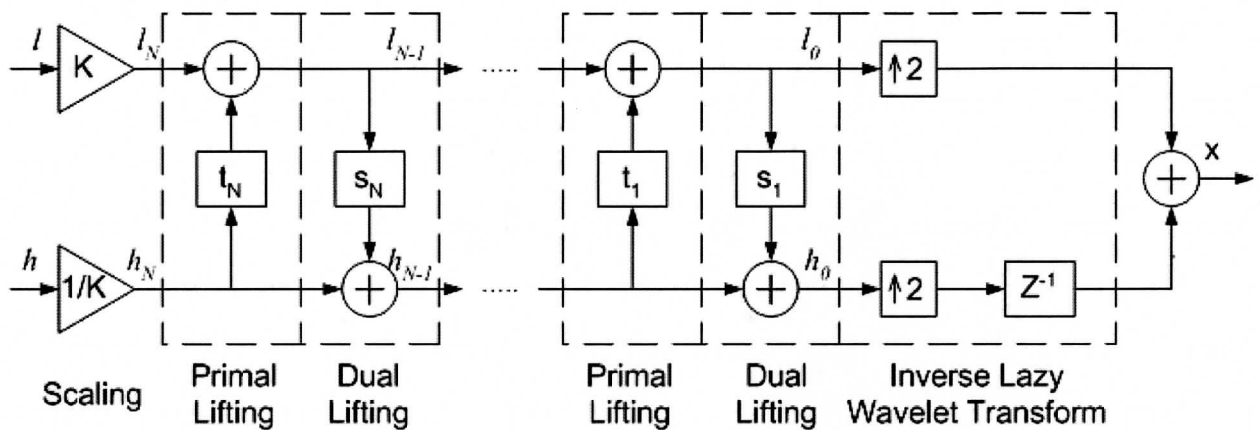 l l_N l_{N-1} ..... l_0
K + + ↑2
t_N s_N t_1 s_1 + x
h h_N h_{N-1} ..... h_0
1/K + + ↑2 Z^{-1}
Scaling Primal Lifting Dual Lifting Primal Lifting Dual Lifting Inverse Lazy Wavelet Transform